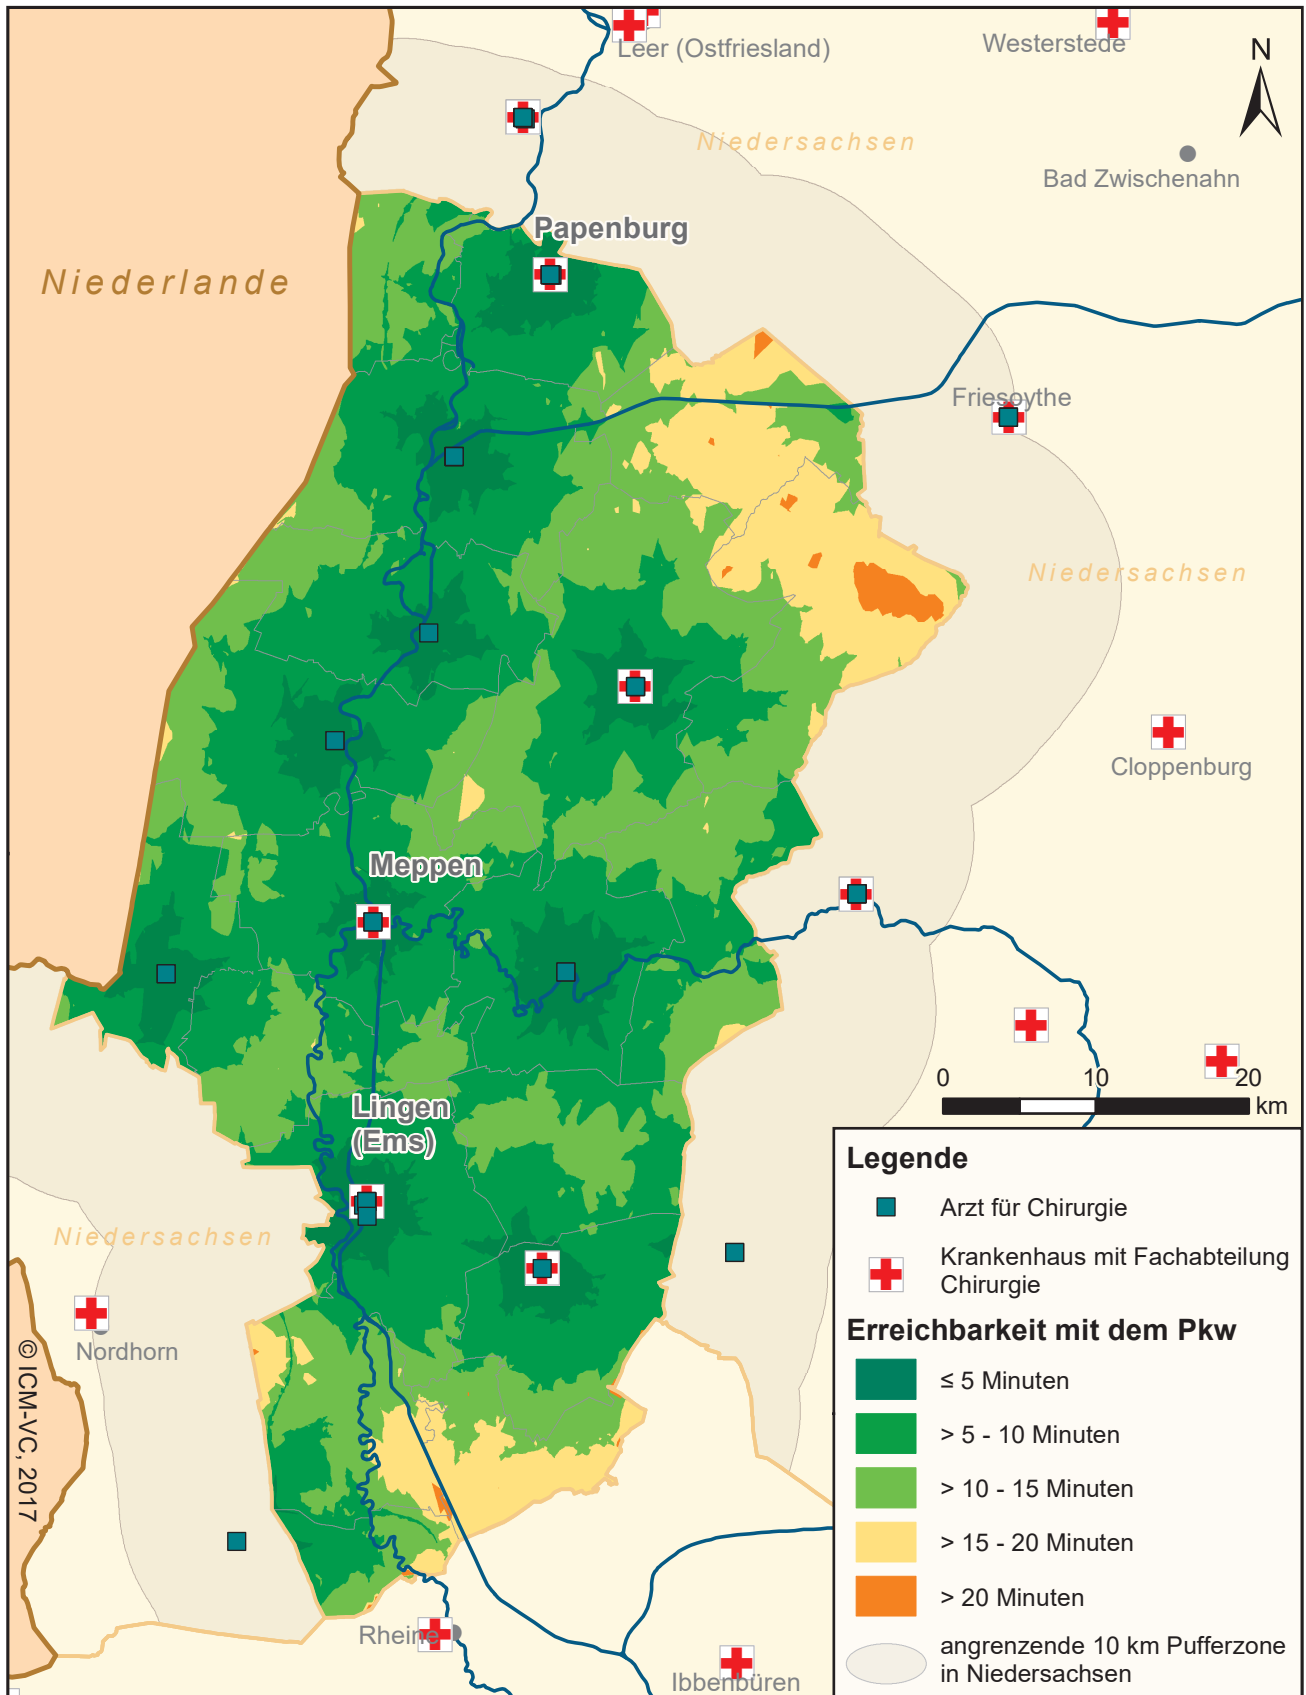 Leer (Ostfriesland)
Westerstede
N
Niedersachsen
Bad Zwischenahn
Papenburg
Niederlande
Friesoythe
Niedersachsen
Cloppenburg
Meppen
0 10 20
km
Lingen
(Ems)
Niedersachsen
Nordhorn
© ICM-VC, 2017
Rheine
Ibbenbüren
Legende
Arzt für Chirurgie
Krankenhaus mit Fachabteilung
Chirurgie
Erreichbarkeit mit dem Pkw
≤ 5 Minuten
> 5 - 10 Minuten
> 10 - 15 Minuten
> 15 - 20 Minuten
> 20 Minuten
angrenzende 10 km Pufferzone
in Niedersachsen